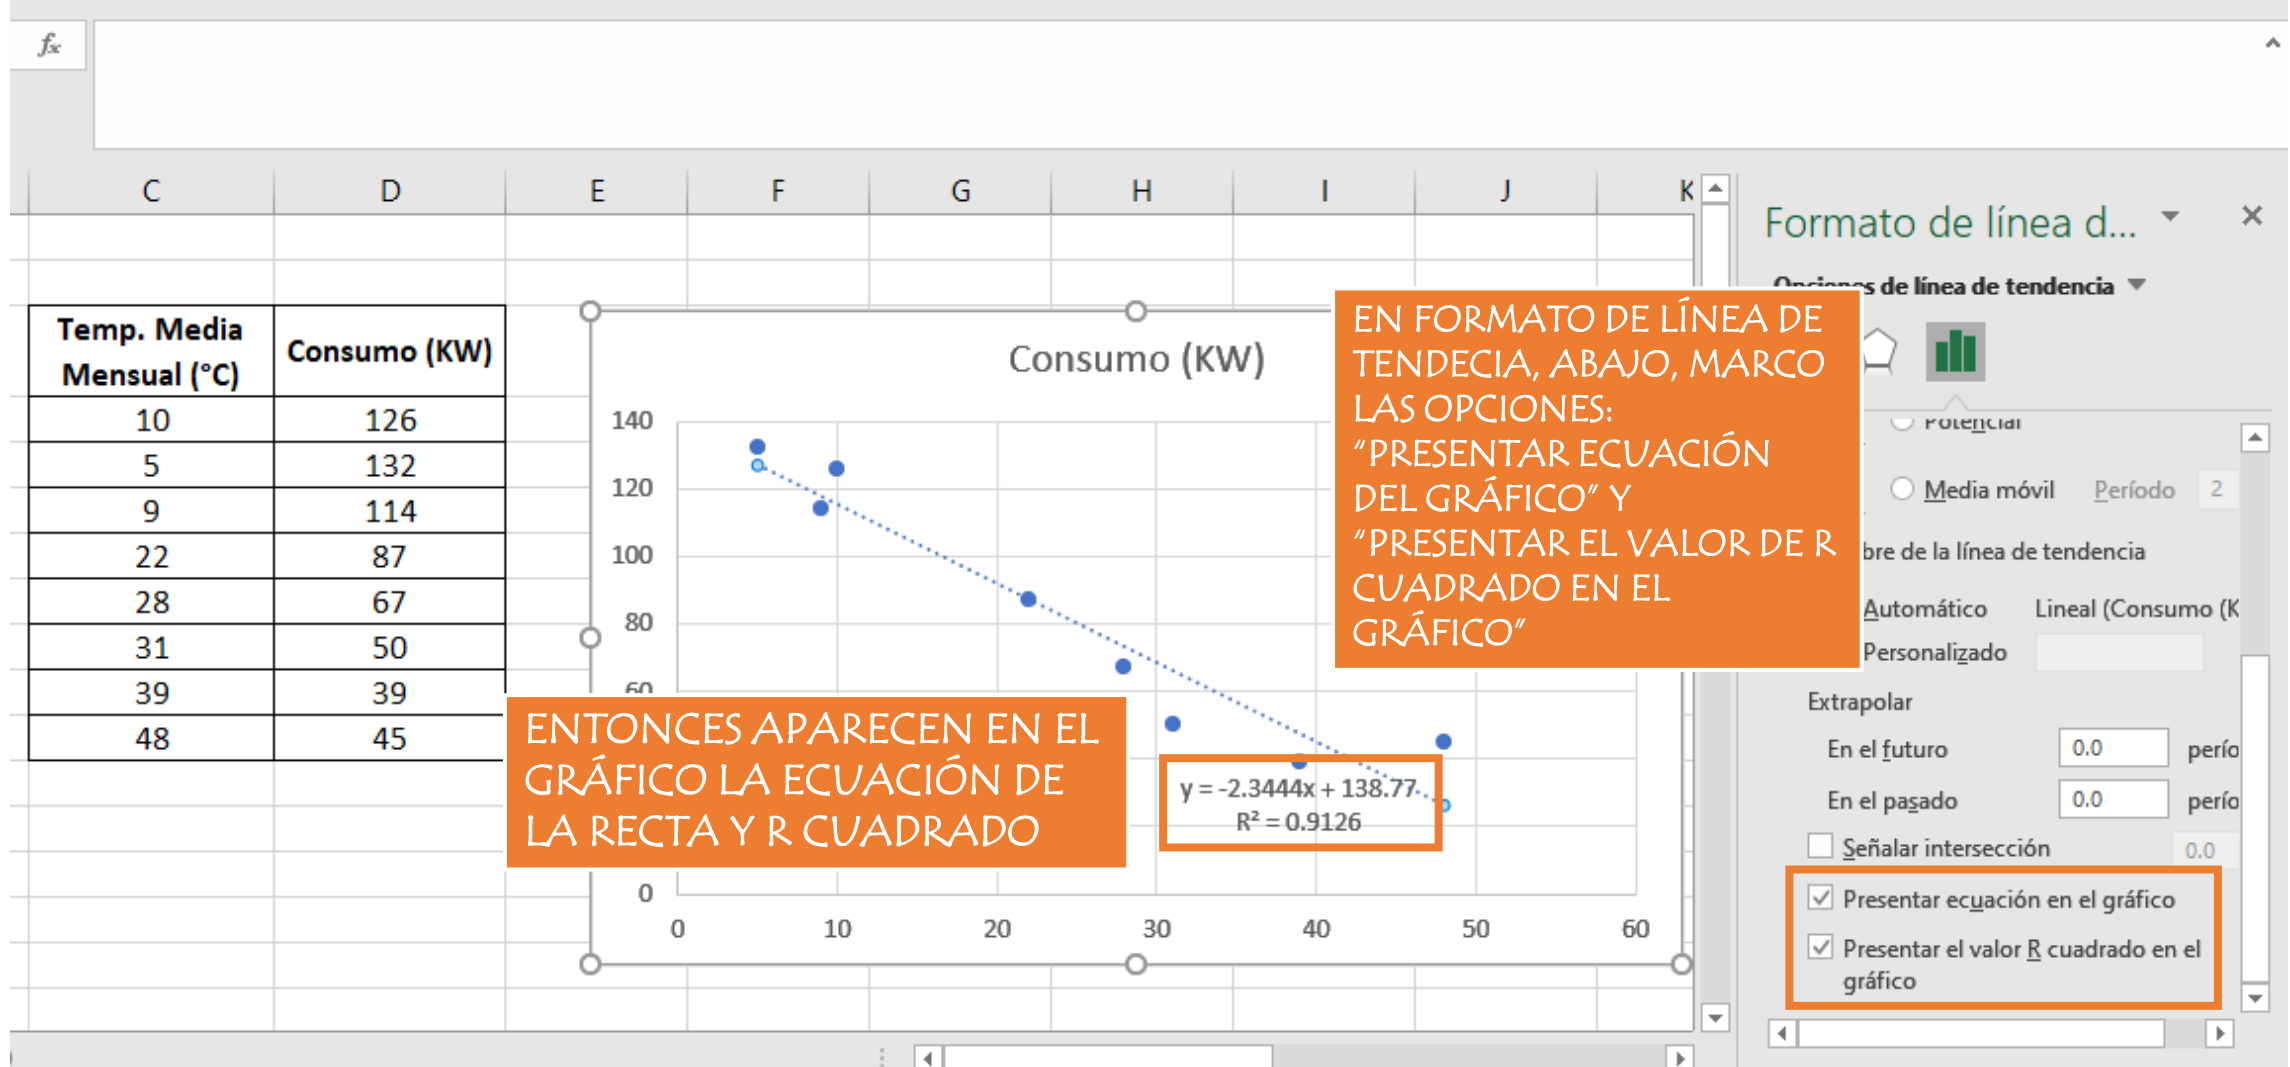 fx
C D E F G H I J K
Formato de línea d...
Opciones de línea de tendencia
Temp. Media
Mensual (°C)
Consumo (KW)
10 126
5 132
9 114
22 87
28 67
31 50
39 39
48 45
Consumo (KW)
140
120
100
80
60
0
0 10 20 30 40 50 60
y = -2.3444x + 138.77
R² = 0.9126
EN FORMATO DE LÍNEA DE
TENDECIA, ABAJO, MARCO
LAS OPCIONES:
“PRESENTAR ECUACIÓN
DEL GRÁFICO” Y
“PRESENTAR EL VALOR DE R
CUADRADO EN EL
GRÁFICO”
ENTONCES APARECEN EN EL
GRÁFICO LA ECUACIÓN DE
LA RECTA Y R CUADRADO
Potencial
Media móvil Período 2
bre de la línea de tendencia
Automático Lineal (Consumo (K
Personalizado
Extrapolar
En el futuro 0.0 perío
En el pasado 0.0 perío
Señalar intersección 0.0
Presentar ecuación en el gráfico
Presentar el valor R cuadrado en el
gráfico